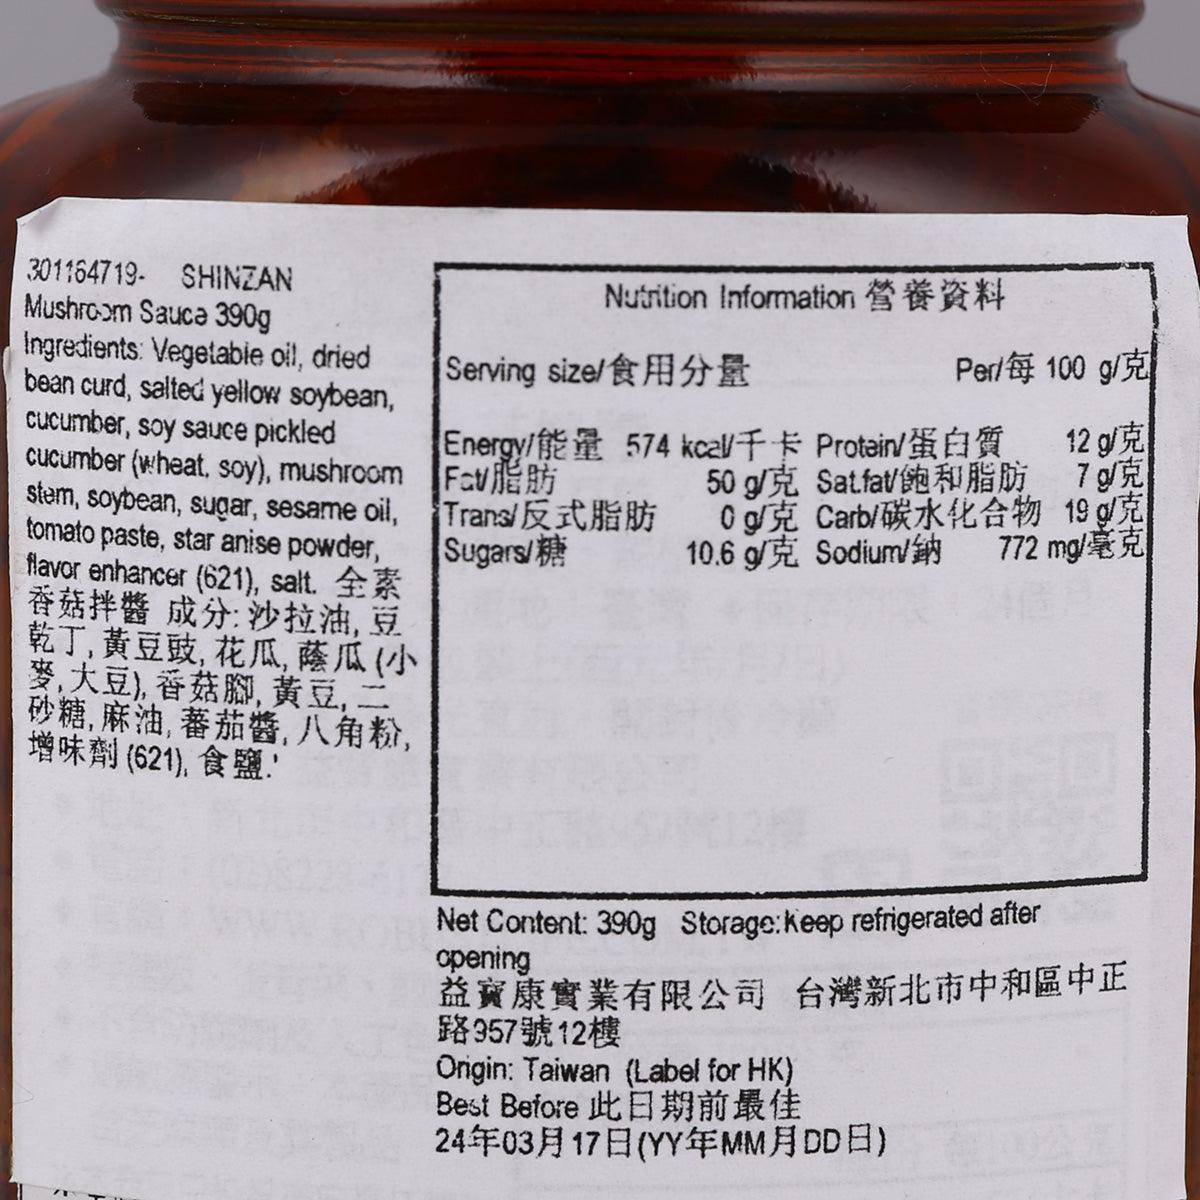 301164719- SHINZAN
Mushroom Sauce 390g
Ingredients: Vegetable oil, dried
bean curd, salted yellow soybean,
cucumber, soy sauce pickled
cucumber (wheat, soy), mushroom
stem, soybean, sugar, sesame oil,
tomato paste, star anise powder,
flavor enhancer (621), salt. 全素
香菇拌醬 成分: 沙拉油, 豆
乾丁, 黃豆豉, 花瓜, 蔭瓜 (小
麥, 大豆), 香菇腳, 黃豆, 二
砂糖, 麻油, 蕃茄醬, 八角粉,
增味劑 (621), 食鹽.
Nutrition Information 營養資料
Serving size/食用分量 Per/每 100 g/克
Energy/能量 574 kcal/千卡 Protein/蛋白質 12 g/克
Fat/脂肪 50 g/克 Sat.fat/飽和脂肪 7 g/克
Trans/反式脂肪 0 g/克 Carb/碳水化合物 19 g/克
Sugars/糖 10.6 g/克 Sodium/鈉 772 mg/毫克
Net Content: 390g Storage:Keep refrigerated after
opening
益寶康實業有限公司 台灣新北市中和區中正
路957號12樓
Origin: Taiwan (Label for HK)
Best Before 此日期前最佳
24年03月17日(YY年MM月DD日)